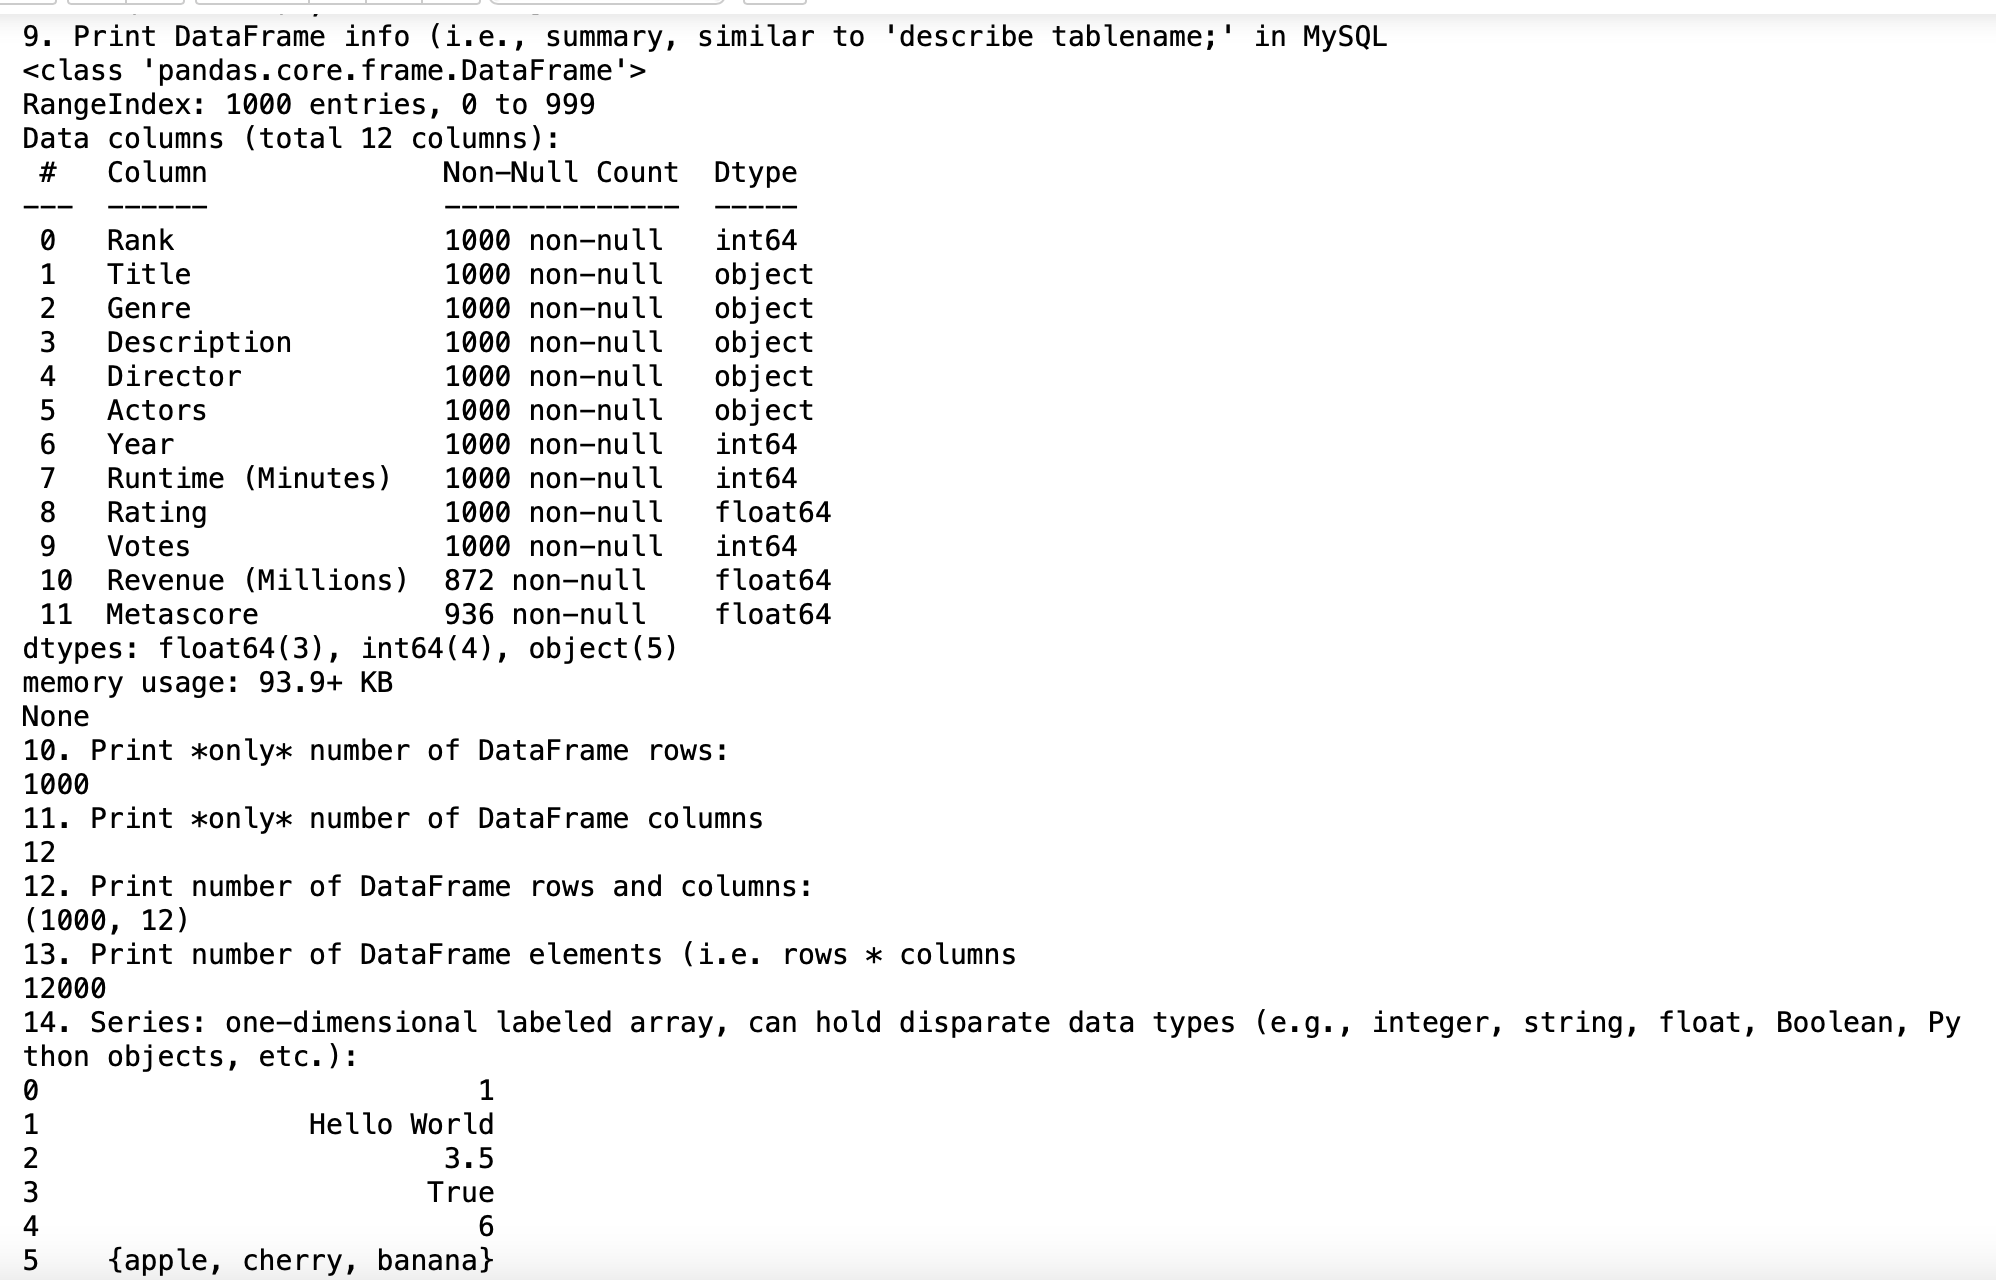 9. Print DataFrame info (i.e., summary, similar to 'describe tablename;' in MySQL
<class 'pandas.core.frame.DataFrame'>
RangeIndex: 1000 entries, 0 to 999
Data columns (total 12 columns):
 #   Column              Non-Null Count  Dtype
---  ------              --------------  -----
 0   Rank                1000 non-null   int64
 1   Title               1000 non-null   object
 2   Genre               1000 non-null   object
 3   Description         1000 non-null   object
 4   Director            1000 non-null   object
 5   Actors              1000 non-null   object
 6   Year                1000 non-null   int64
 7   Runtime (Minutes)   1000 non-null   int64
 8   Rating              1000 non-null   float64
 9   Votes               1000 non-null   int64
 10  Revenue (Millions)  872 non-null    float64
 11  Metascore           936 non-null    float64
dtypes: float64(3), int64(4), object(5)
memory usage: 93.9+ KB
None
10. Print *only* number of DataFrame rows:
1000
11. Print *only* number of DataFrame columns
12
12. Print number of DataFrame rows and columns:
(1000, 12)
13. Print number of DataFrame elements (i.e. rows * columns
12000
14. Series: one-dimensional labeled array, can hold disparate data types (e.g., integer, string, float, Boolean, Py
thon objects, etc.):
0                          1
1                Hello World
2                        3.5
3                       True
4                          6
5    {apple, cherry, banana}